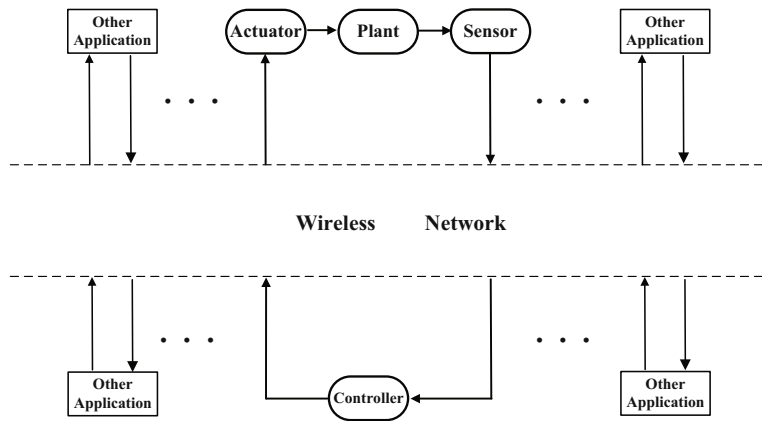 Other
Application
Actuator
Plant
Sensor
Other
Application
. . .
. . .
Wireless Network
. . .
. . .
Other
Application
Controller
Other
Application